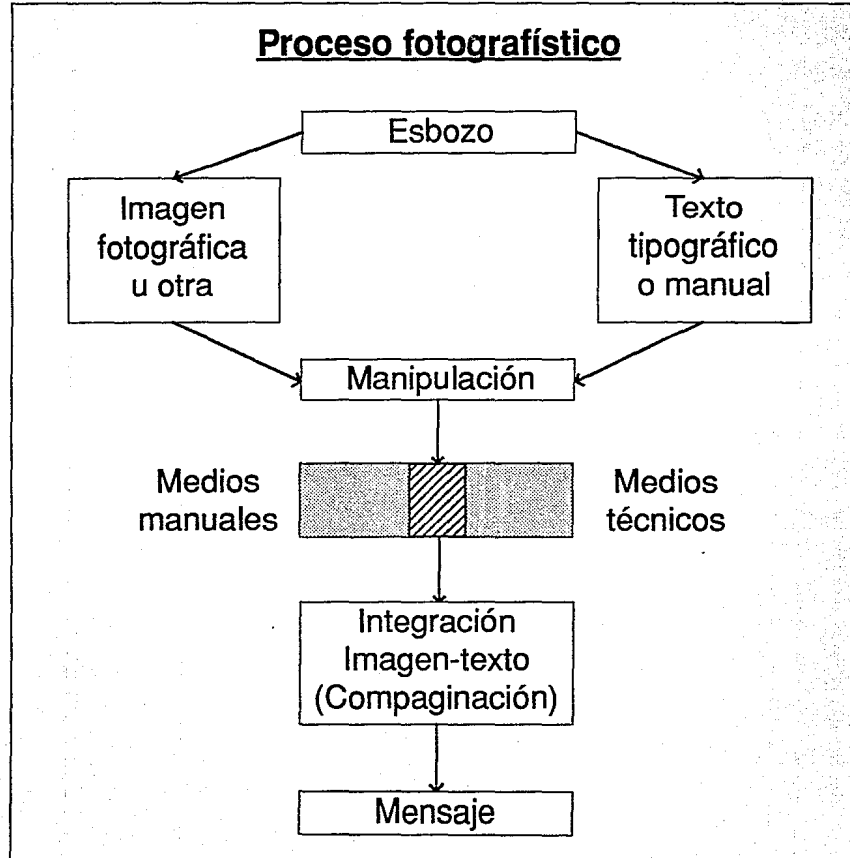 Proceso fotografístico
Esbozo
Imagen
fotográfica
u otra
Texto
tipográfico
o manual
Manipulación
Medios
manuales
Medios
técnicos
Integración
Imagen-texto
(Compaginación)
Mensaje